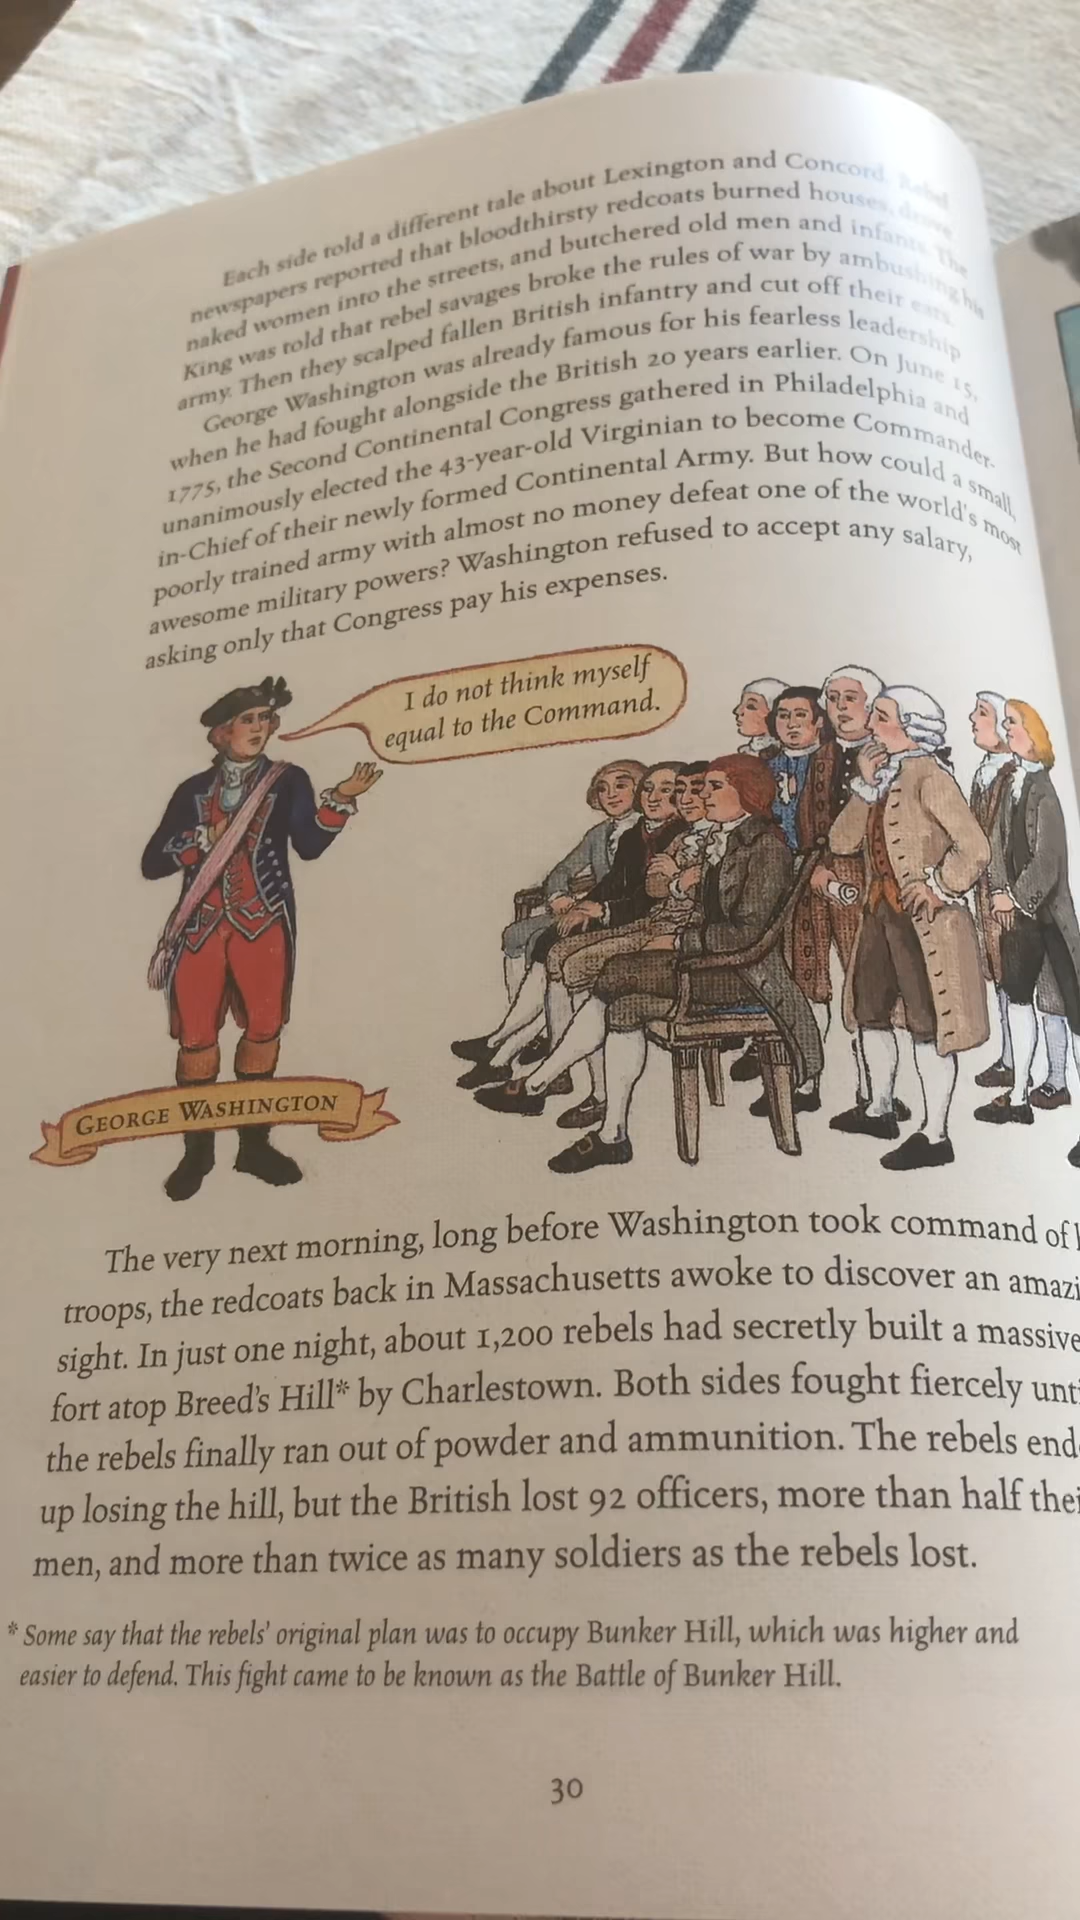 Each side told a different tale about Lexington and Concord. Rebel
newspapers reported that bloodthirsty redcoats burned houses, drove
naked women into the streets, and butchered old men and infants. The
King was told that rebel savages broke the rules of war by ambushing his
army. Then they scalped fallen British infantry and cut off their ears.
George Washington was already famous for his fearless leadership
when he had fought alongside the British 20 years earlier. On June 15,
1775, the Second Continental Congress gathered in Philadelphia and
unanimously elected the 43-year-old Virginian to become Commander-
in-Chief of their newly formed Continental Army. But how could a small,
poorly trained army with almost no money defeat one of the world's most
awesome military powers? Washington refused to accept any salary,
asking only that Congress pay his expenses.
I do not think myself
equal to the Command.
GEORGE WASHINGTON
The very next morning, long before Washington took command of
troops, the redcoats back in Massachusetts awoke to discover an
sight. In just one night, about 1,200 rebels had secretly built a massive
fort atop Breed's Hill* by Charlestown. Both sides fought fiercely
the rebels finally ran out of powder and ammunition. The rebels
up losing the hill, but the British lost 92 officers, more than half
men, and more than twice as many soldiers as the rebels lost.
* Some say that the rebels' original plan was to occupy Bunker Hill, which was higher and
easier to defend. This fight came to be known as the Battle of Bunker Hill.
30